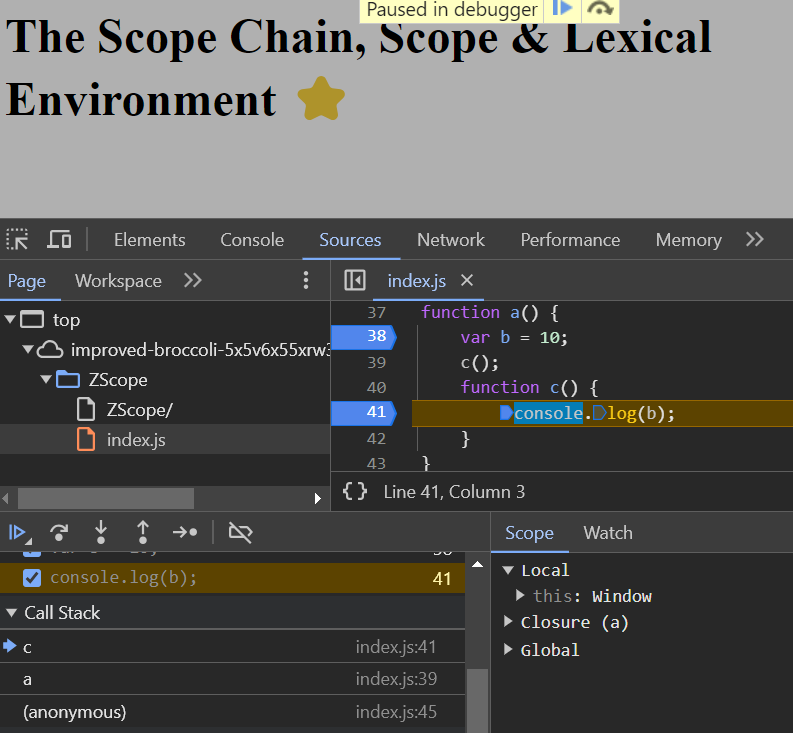 Paused in debugger
The Scope Chain, Scope & Lexical
Environment
Elements Console Sources Network Performance Memory
Page Workspace
index.js
top
improved-broccoli-5x5v6x55xrw3
ZScope
ZScope/
index.js
37 function a() {
38 var b = 10;
39 c();
40 function c() {
41 console.log(b);
42 }
43 }
{} Line 41, Column 3
console.log(b); 41
Call Stack
c index.js:41
a index.js:39
(anonymous) index.js:45
Scope Watch
Local
this: Window
Closure (a)
Global